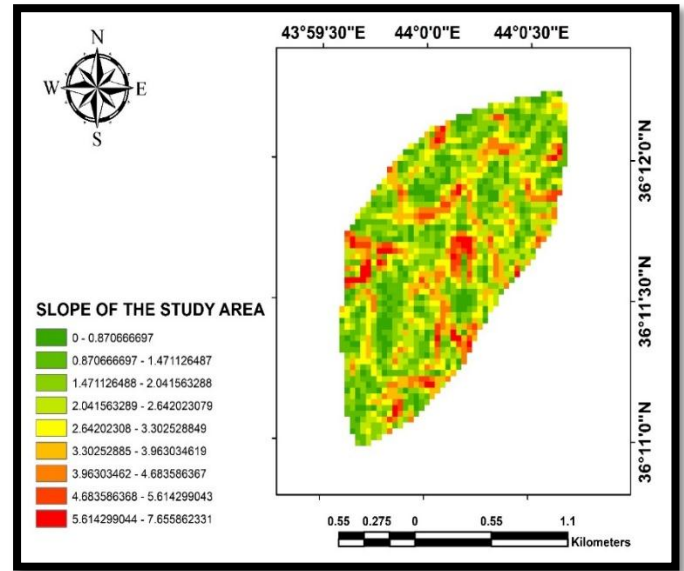 N
W E
S
43°59'30"E 44°0'0"E 44°0'30"E
36°12'0"N
36°11'30"N
36°11'0"N
SLOPE OF THE STUDY AREA
0 - 0.870666697
0.870666697 - 1.471126487
1.471126488 - 2.041563288
2.041563289 - 2.642023079
2.64202308 - 3.302528849
3.30252885 - 3.963034619
3.96303462 - 4.683586367
4.683586368 - 5.614299043
5.614299044 - 7.655862331
0.55 0.275 0 0.55 1.1
Kilometers